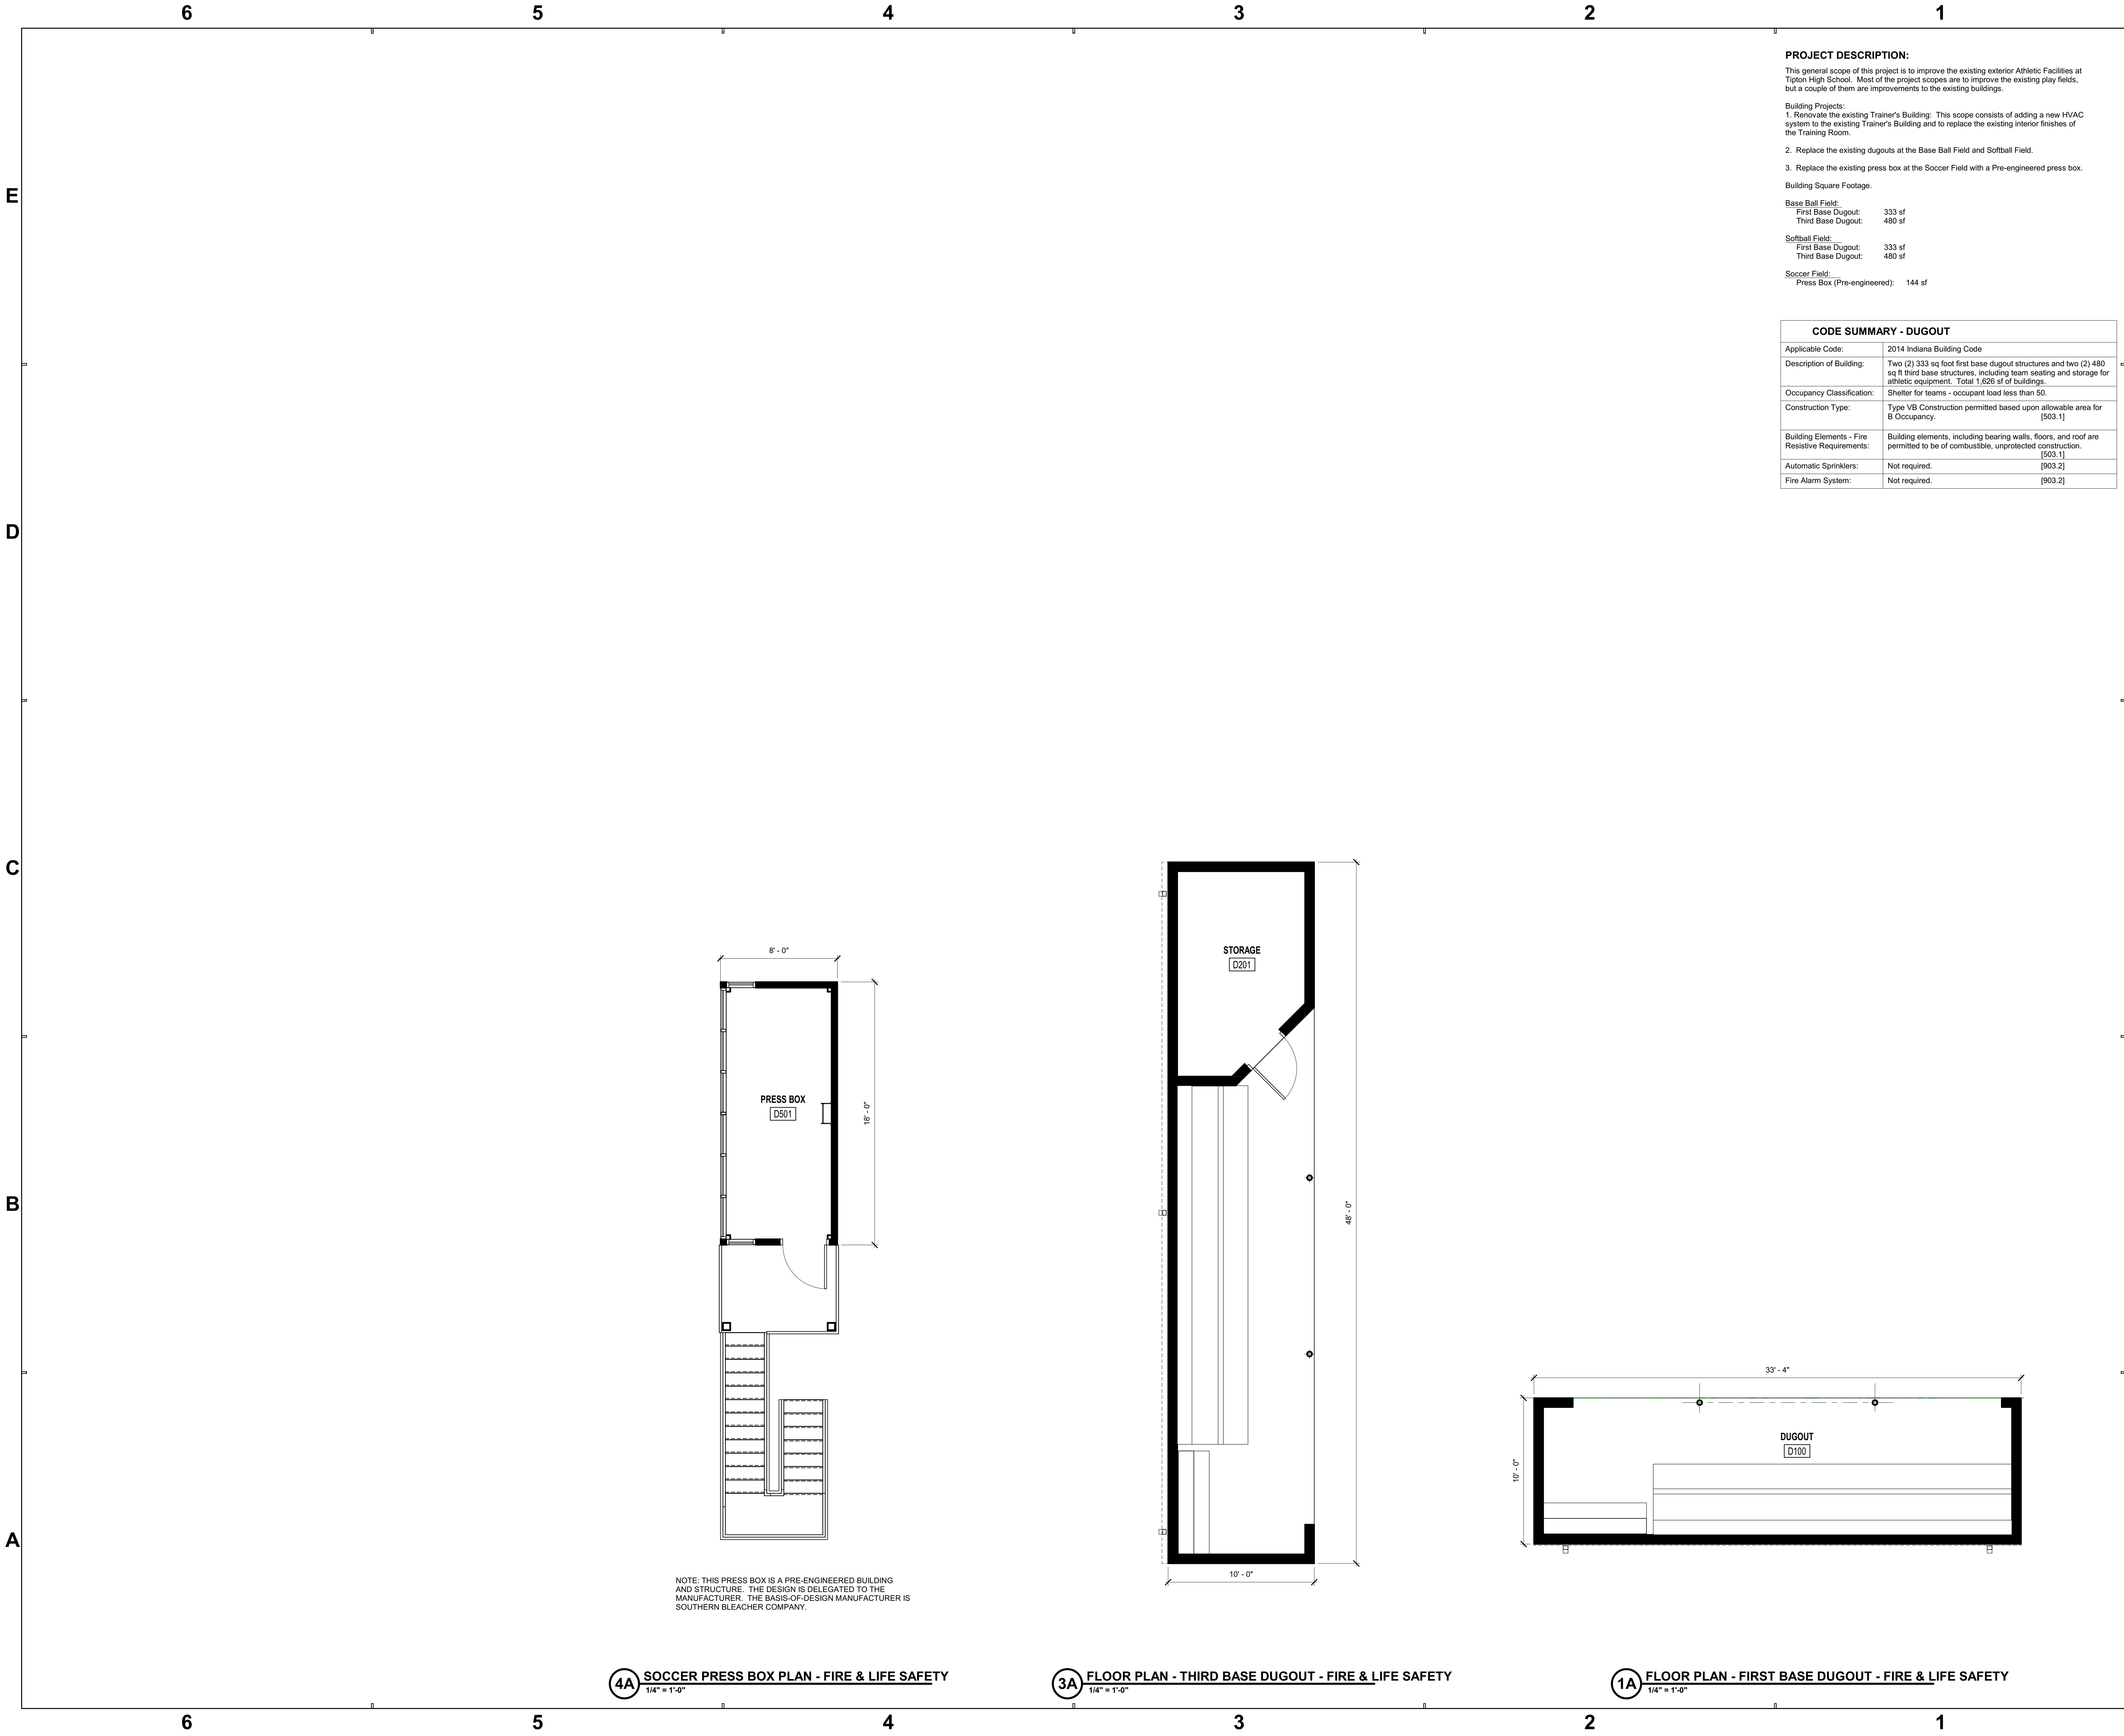 6 5 4 3 2 1
PROJECT DESCRIPTION:
This general scope of this project is to improve the existing exterior Athletic Facilities at
Tipton High School. Most of the project scopes are to improve the existing play fields,
but a couple of them are improvements to the existing buildings.
Building Projects:
1. Renovate the existing Trainer's Building: This scope consists of adding a new HVAC
system to the existing Trainer's Building and to replace the existing interior finishes of
the Training Room.
2. Replace the existing dugouts at the Base Ball Field and Softball Field.
3. Replace the existing press box at the Soccer Field with a Pre-engineered press box.
Building Square Footage.
Base Ball Field:
First Base Dugout: 333 sf
Third Base Dugout: 480 sf
Softball Field:
First Base Dugout: 333 sf
Third Base Dugout: 480 sf
Soccer Field:
Press Box (Pre-engineered): 144 sf
CODE SUMMARY - DUGOUT
Applicable Code: 2014 Indiana Building Code
Description of Building: Two (2) 333 sq foot first base dugout structures and two (2) 480
sq ft third base structures, including team seating and storage for
athletic equipment. Total 1,626 sf of buildings.
Occupancy Classification: Shelter for teams - occupant load less than 50.
Construction Type: Type VB Construction permitted based upon allowable area for
B Occupancy. [503.1]
Building Elements - Fire Building elements, including bearing walls, floors, and roof are
Resistive Requirements: permitted to be of combustible, unprotected construction.
[503.1]
Automatic Sprinklers: Not required. [903.2]
Fire Alarm System: Not required. [903.2]
E
D
C
B
A
8' - 0"
18' - 0"
PRESS BOX
D501
NOTE: THIS PRESS BOX IS A PRE-ENGINEERED BUILDING
AND STRUCTURE. THE DESIGN IS DELEGATED TO THE
MANUFACTURER. THE BASIS-OF-DESIGN MANUFACTURER IS
SOUTHERN BLEACHER COMPANY.
4A SOCCER PRESS BOX PLAN - FIRE & LIFE SAFETY
1/4" = 1'-0"
STORAGE
D201
48' - 0"
10' - 0"
3A FLOOR PLAN - THIRD BASE DUGOUT - FIRE & LIFE SAFETY
1/4" = 1'-0"
33' - 4"
10' - 0"
DUGOUT
D100
1A FLOOR PLAN - FIRST BASE DUGOUT - FIRE & LIFE SAFETY
1/4" = 1'-0"
6 5 4 3 2 1